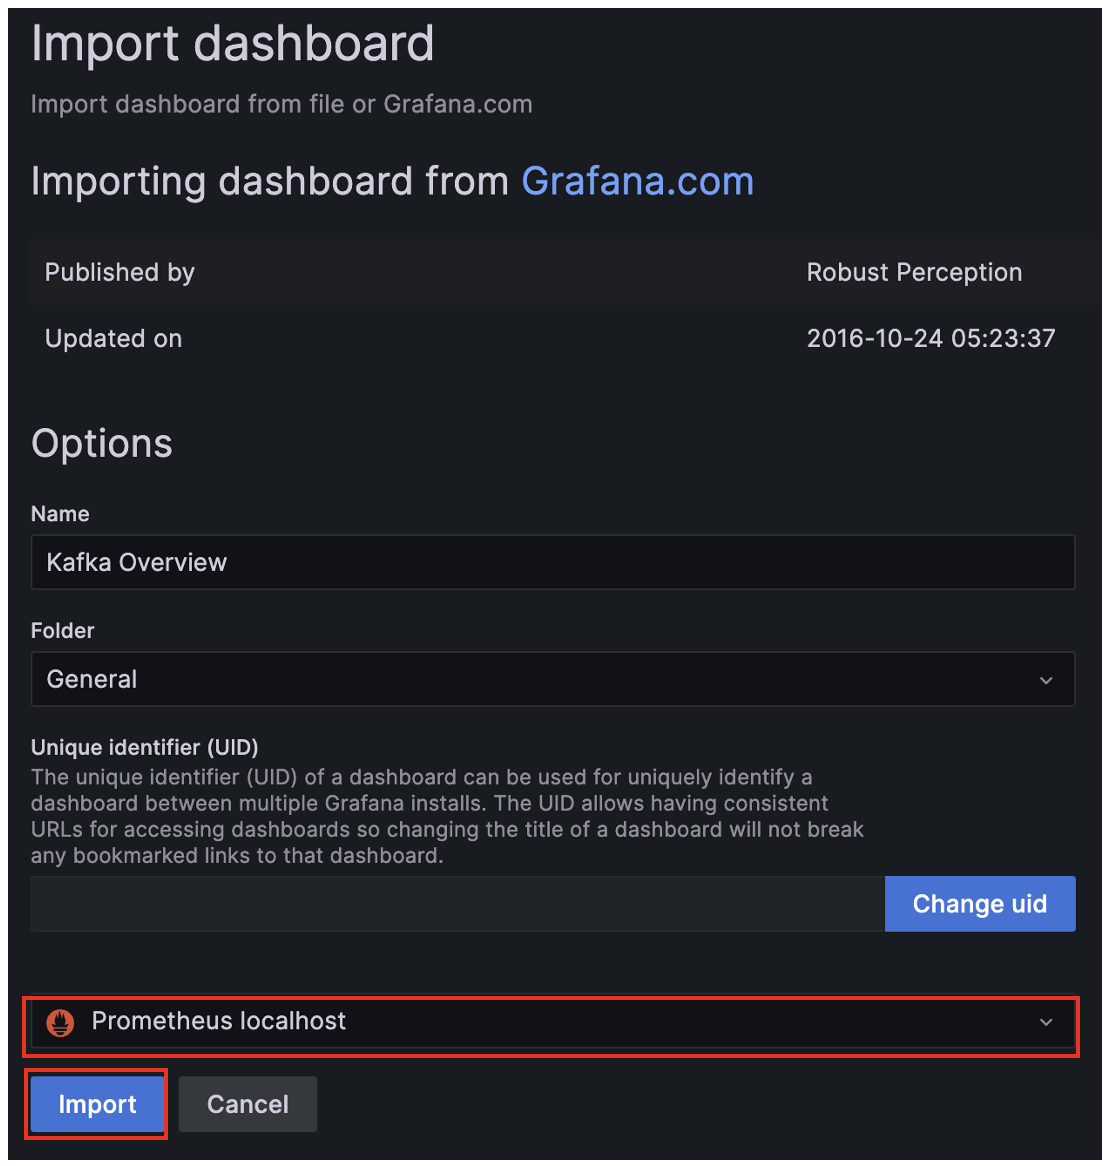 Import dashboard
Import dashboard from file or Grafana.com
Importing dashboard from Grafana.com
Published by Robust Perception
Updated on 2016-10-24 05:23:37
Options
Name
Kafka Overview
Folder
General
Unique identifier (UID)
The unique identifier (UID) of a dashboard can be used for uniquely identify a
dashboard between multiple Grafana installs. The UID allows having consistent
URLs for accessing dashboards so changing the title of a dashboard will not break
any bookmarked links to that dashboard.
Change uid
Prometheus localhost
Import Cancel